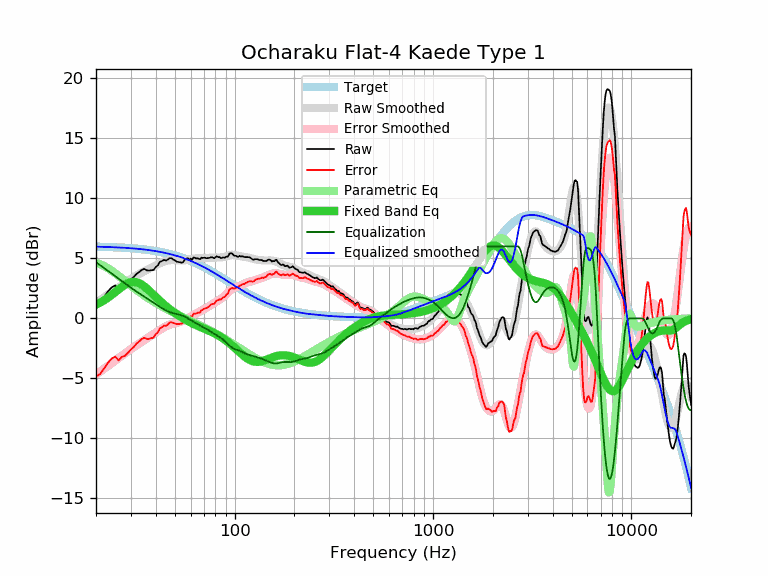 Ocharaku Flat-4 Kaede Type 1
20
15
10
5
0
−5
−10
−15
Amplitude (dBr)
Target
Raw Smoothed
Error Smoothed
Raw
Error
Parametric Eq
Fixed Band Eq
Equalization
Equalized smoothed
100 1000 10000
Frequency (Hz)